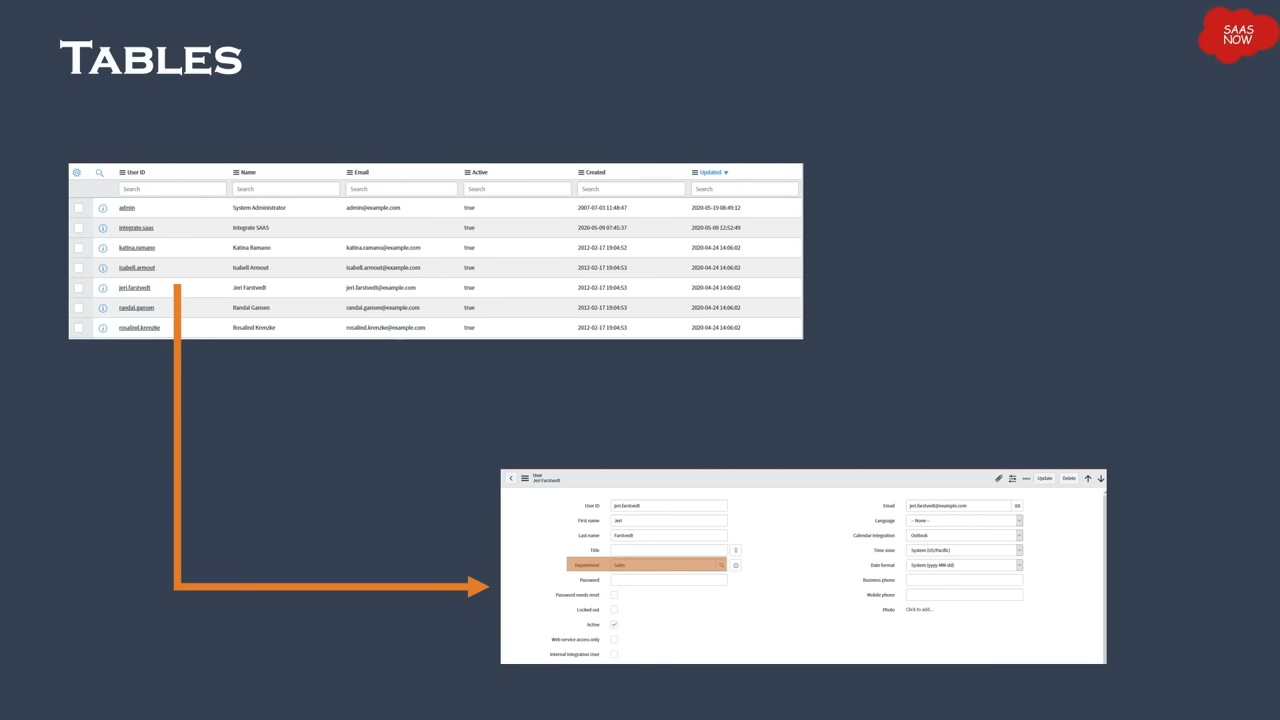 TABLES
SAAS
NOW
User ID Name Email Active Created Updated
Search Search Search Search Search Search
admin System Administrator admin@example.com true 2007-07-03 11:48:47 2020-05-19 08:49:12
integrate.saas Integrate SAAS true 2020-05-09 07:45:37 2020-05-09 12:52:49
katina.ramano Katina Ramano katina.ramano@example.com true 2012-02-17 19:04:52 2020-04-24 14:06:02
isabell.armout Isabell Armout isabell.armout@example.com true 2012-02-17 19:04:53 2020-04-24 14:06:02
jeri.farstvedt Jeri Farstvedt jeri.farstvedt@example.com true 2012-02-17 19:04:53 2020-04-24 14:06:02
randal.gansen Randal Gansen randal.gansen@example.com true 2012-02-17 19:04:53 2020-04-24 14:06:02
rosalind.krenzke Rosalind Krenzke rosalind.krenzke@example.com true 2012-02-17 19:04:53 2020-04-24 14:06:02
User
Jeri Farstvedt
Update Delete
User ID jeri.farstvedt Email jeri.farstvedt@example.com
First name Jeri Language -- None --
Last name Farstvedt Calendar integration Outlook
Title Time zone System (US/Pacific)
Department Sales Date format System (yyyy-MM-dd)
Password Business phone
Password needs reset Mobile phone
Locked out Photo Click to add...
Active
Web service access only
Internal Integration User